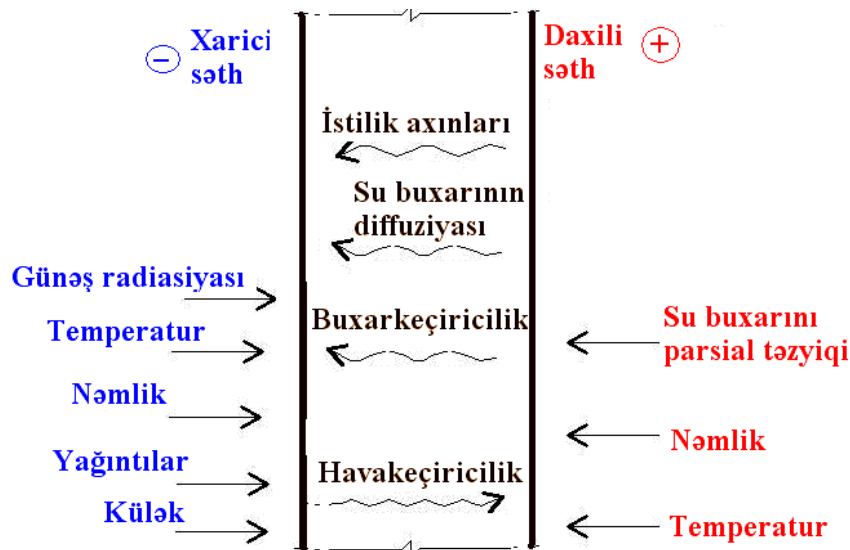 − Xarici
səth
Daxili +
səth
İstilik axınları
Su buxarının
diffuziyası
Günəş radiasiyası
Buxarkeçiricilik
Temperatur
Su buxarını
parsial təzyiqi
Nəmlik
Nəmlik
Yağıntılar
Havakeçiricilik
Külək
Temperatur